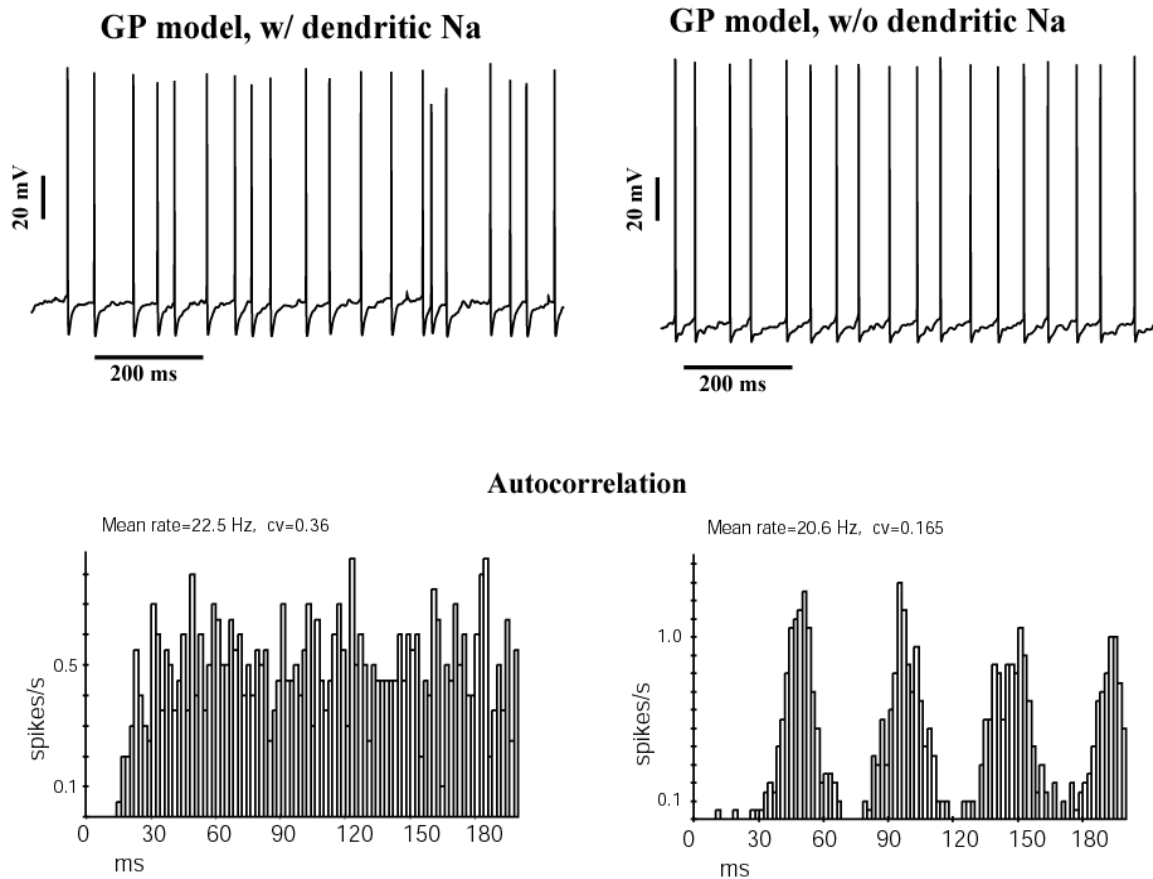 GP model, w/ dendritic Na
GP model, w/o dendritic Na
20 mV
200 ms
20 mV
200 ms
Autocorrelation
Mean rate=22.5 Hz, cv=0.36
spikes/s
0.5
0.1
0 30 60 90 120 150 180
ms
Mean rate=20.6 Hz, cv=0.165
spikes/s
1.0
0.1
0 30 60 90 120 150 180
ms